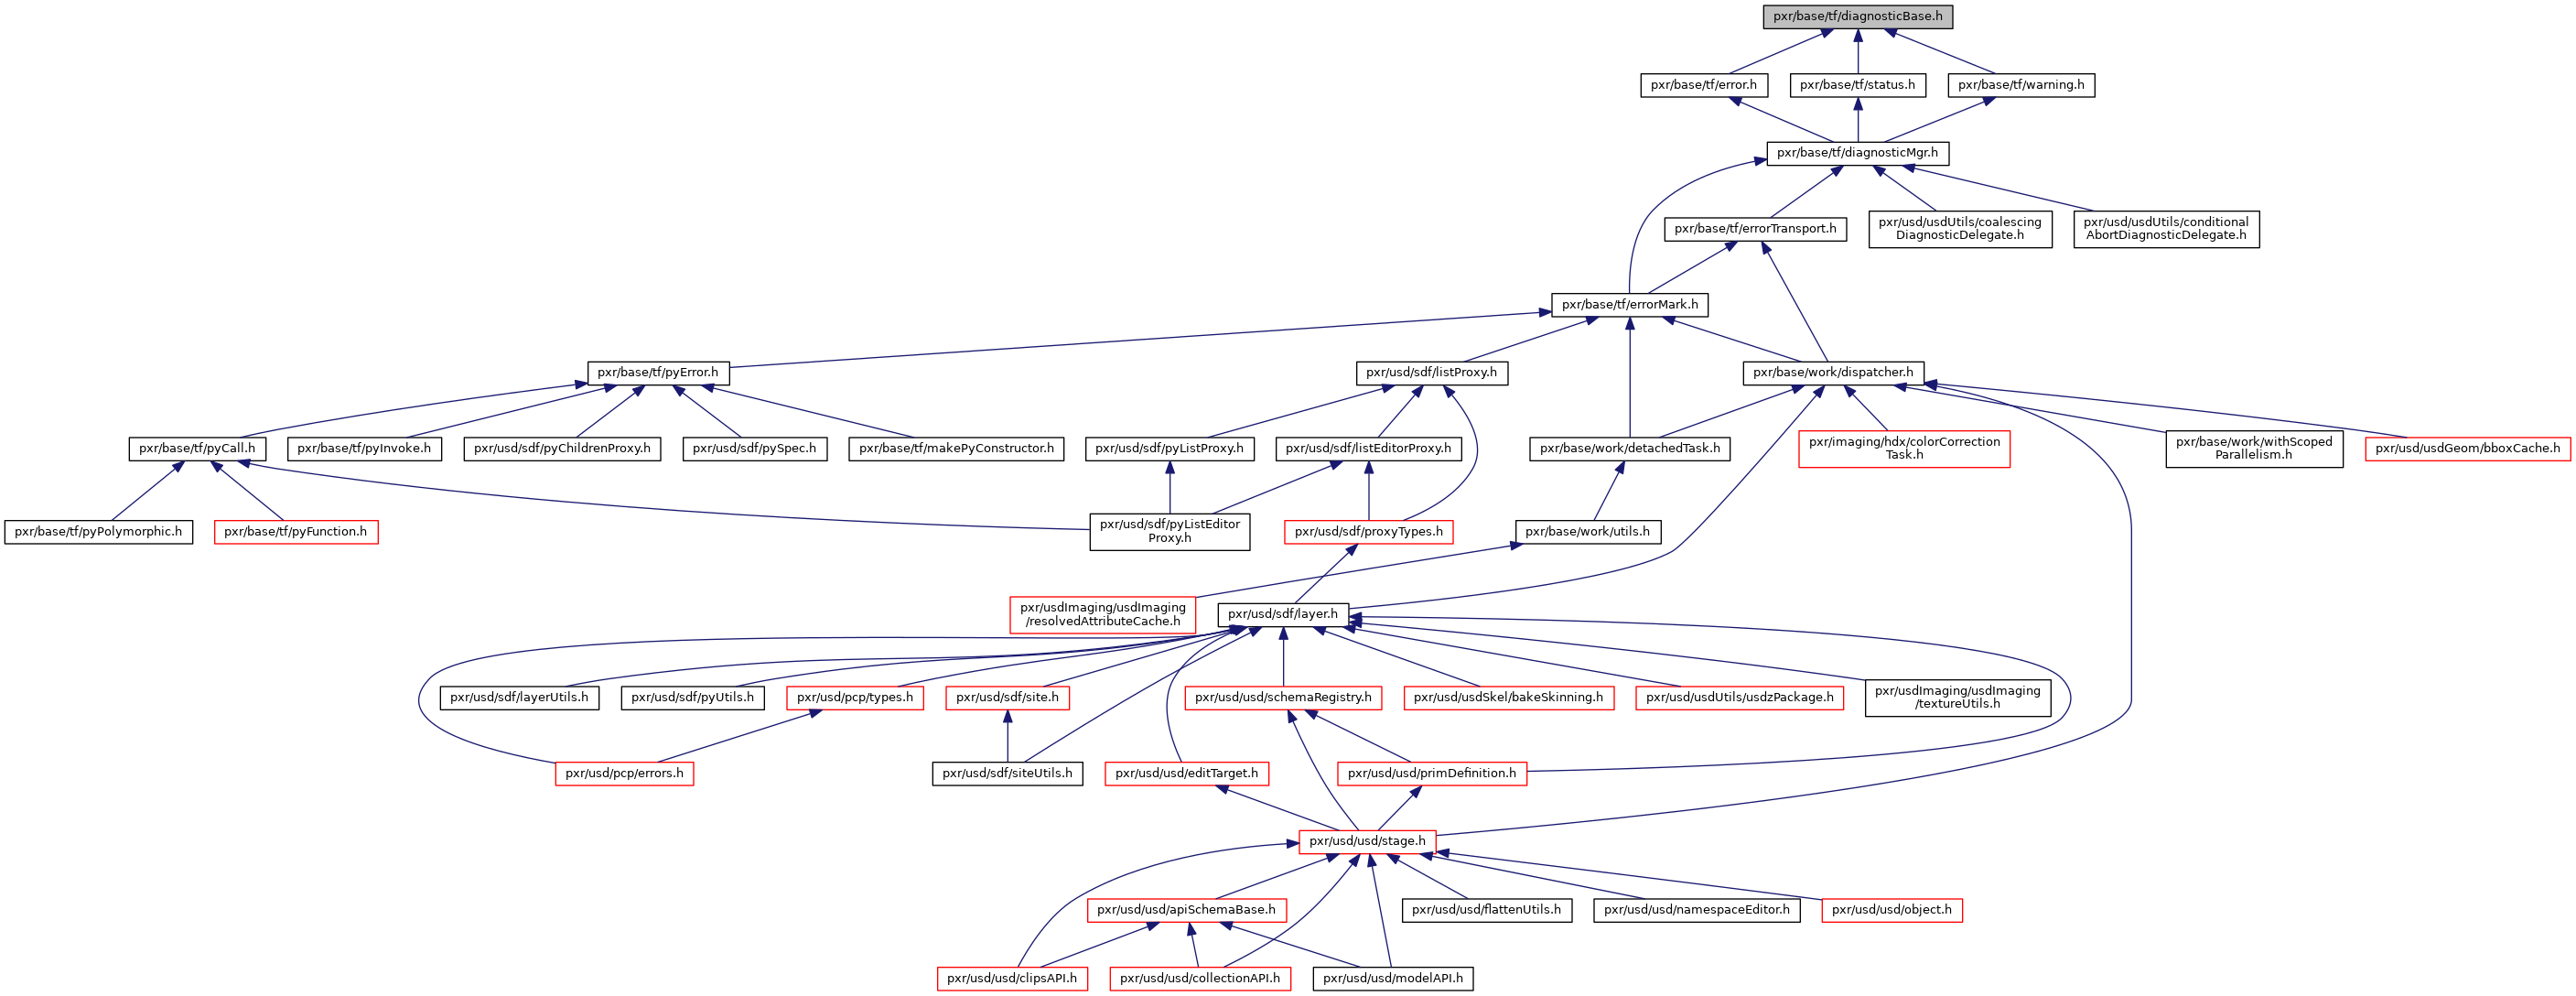 pxr/base/tf/diagnosticBase.h
pxr/base/tf/error.h
pxr/base/tf/status.h
pxr/base/tf/warning.h
pxr/base/tf/diagnosticMgr.h
pxr/base/tf/errorTransport.h
pxr/usd/usdUtils/coalescing
DiagnosticDelegate.h
pxr/usd/usdUtils/conditional
AbortDiagnosticDelegate.h
pxr/base/tf/errorMark.h
pxr/base/tf/pyError.h
pxr/usd/sdf/listProxy.h
pxr/base/work/dispatcher.h
pxr/base/tf/pyCall.h
pxr/base/tf/pyInvoke.h
pxr/usd/sdf/pyChildrenProxy.h
pxr/usd/sdf/pySpec.h
pxr/base/tf/makePyConstructor.h
pxr/usd/sdf/pyListProxy.h
pxr/usd/sdf/listEditorProxy.h
pxr/base/work/detachedTask.h
pxr/imaging/hdx/colorCorrection
Task.h
pxr/base/work/withScoped
Parallelism.h
pxr/usd/usdGeom/bboxCache.h
pxr/base/tf/pyPolymorphic.h
pxr/base/tf/pyFunction.h
pxr/usd/sdf/pyListEditor
Proxy.h
pxr/usd/sdf/proxyTypes.h
pxr/base/work/utils.h
pxr/usdImaging/usdImaging
/resolvedAttributeCache.h
pxr/usd/sdf/layer.h
pxr/usd/sdf/layerUtils.h
pxr/usd/sdf/pyUtils.h
pxr/usd/pcp/types.h
pxr/usd/sdf/site.h
pxr/usd/usd/schemaRegistry.h
pxr/usd/usdSkel/bakeSkinning.h
pxr/usd/usdUtils/usdzPackage.h
pxr/usdImaging/usdImaging
/textureUtils.h
pxr/usd/pcp/errors.h
pxr/usd/sdf/siteUtils.h
pxr/usd/usd/editTarget.h
pxr/usd/usd/primDefinition.h
pxr/usd/usd/stage.h
pxr/usd/usd/apiSchemaBase.h
pxr/usd/usd/flattenUtils.h
pxr/usd/usd/namespaceEditor.h
pxr/usd/usd/object.h
pxr/usd/usd/clipsAPI.h
pxr/usd/usd/collectionAPI.h
pxr/usd/usd/modelAPI.h